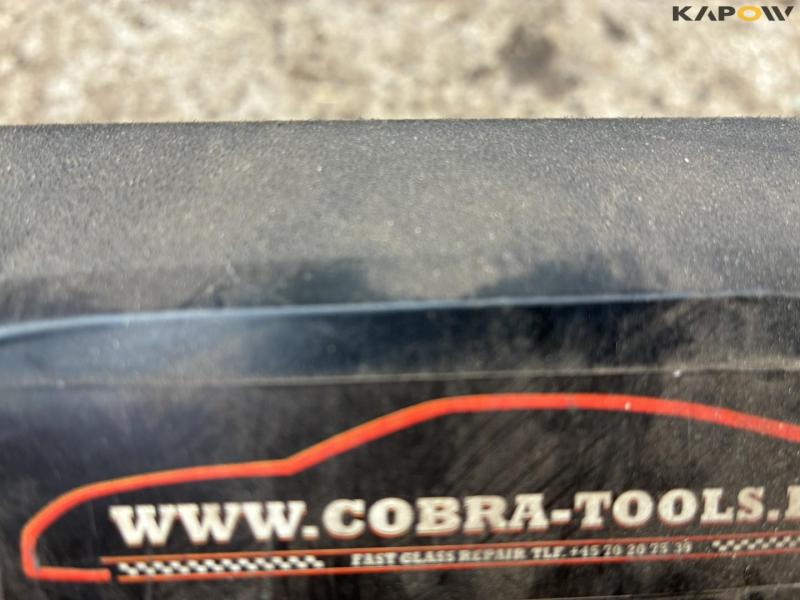 KAPOW
WWW.COBRA-TOOLS.
FAST GLASS REPAIR TLF. +45 70 20 75 39